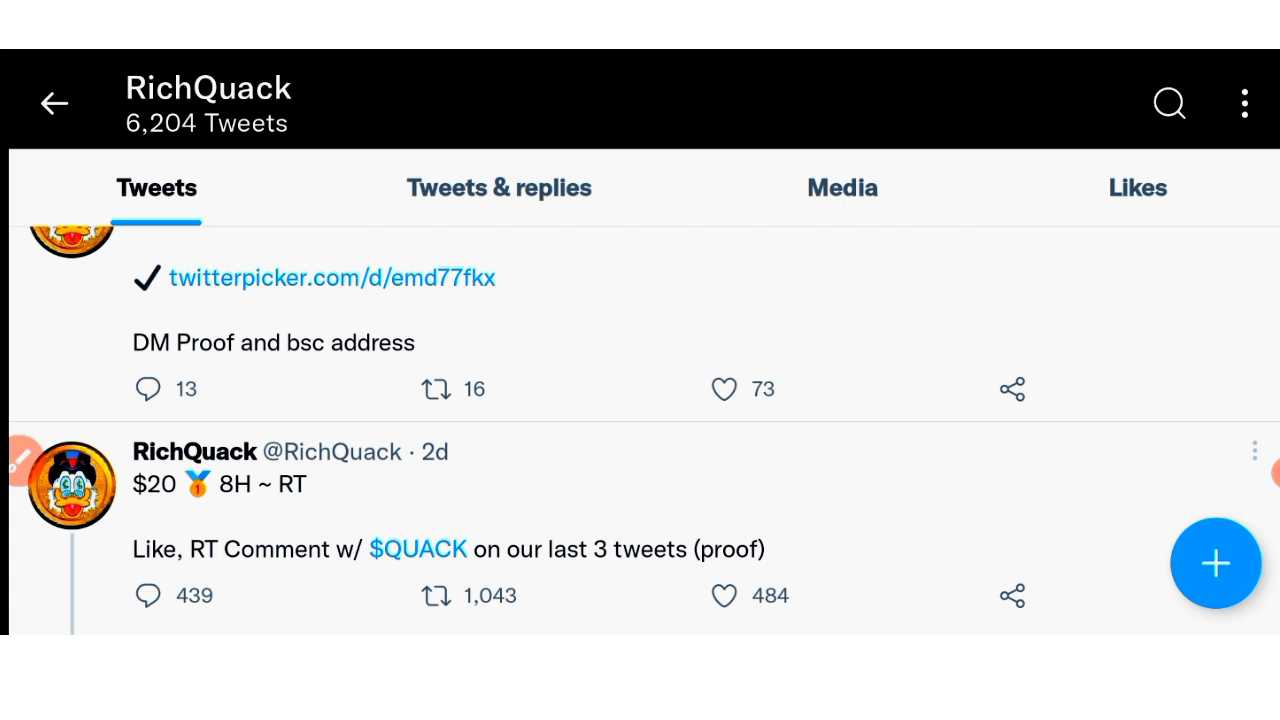 RichQuack
6,204 Tweets
Tweets Tweets & replies Media Likes
✔ twitterpicker.com/d/emd77fkx
DM Proof and bsc address
13 16 73
RichQuack @RichQuack · 2d
$20 🥇 8H ~ RT
Like, RT Comment w/ $QUACK on our last 3 tweets (proof)
439 1,043 484